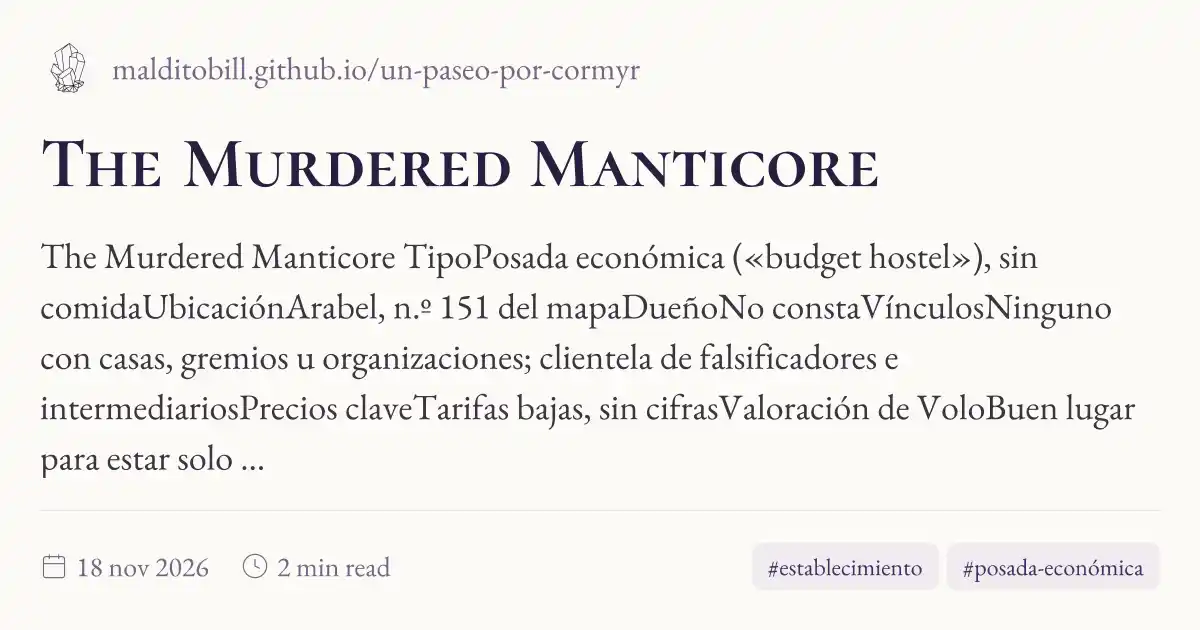 malditobill.github.io/un-paseo-por-cormyr
The Murdered Manticore
The Murdered Manticore TipoPosada económica («budget hostel»), sin
comidaUbicaciónArabel, n.º 151 del mapaDueñoNo constaVínculosNinguno
con casas, gremios u organizaciones; clientela de falsificadores e
intermediariosPrecios claveTarifas bajas, sin cifrasValoración de VoloBuen lugar
para estar solo ...
18 nov 2026 2 min read #establecimiento #posada-económica